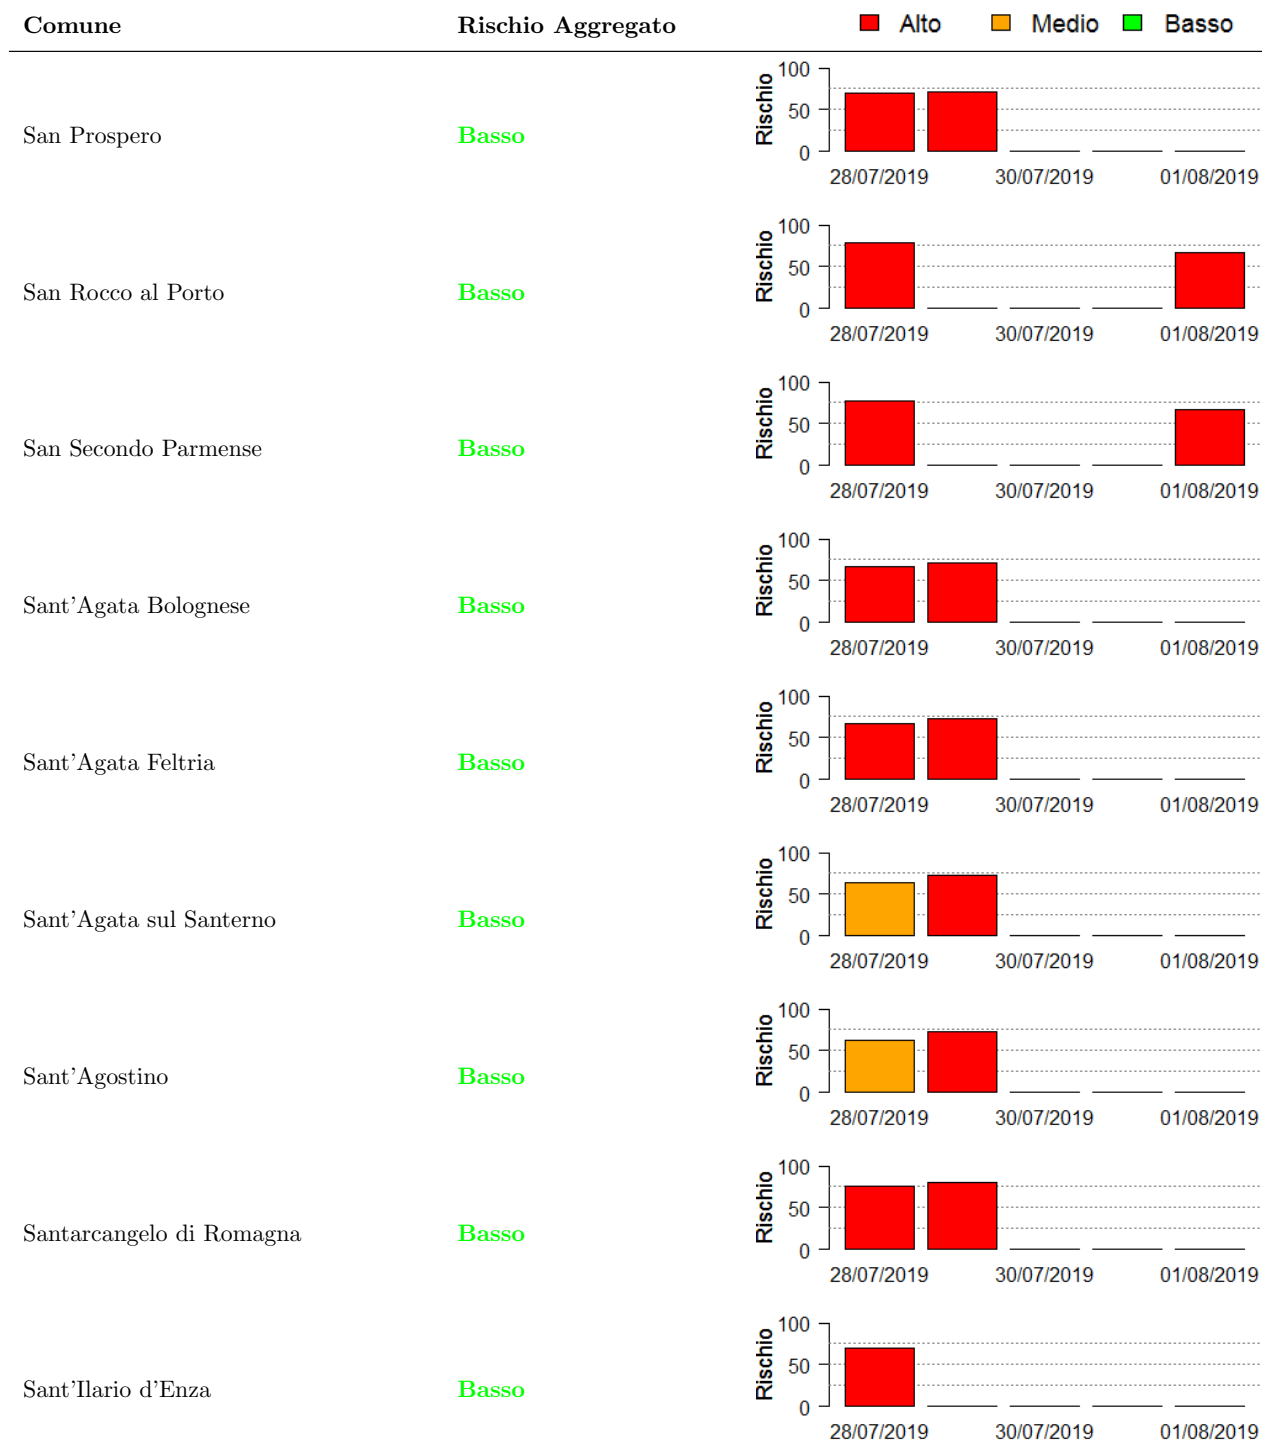 Comune Rischio Aggregato Alto Medio Basso
100
50
0
Rischio
San Prospero Basso
28/07/2019 30/07/2019 01/08/2019
100
50
0
Rischio
San Rocco al Porto Basso
28/07/2019 30/07/2019 01/08/2019
100
50
0
Rischio
San Secondo Parmense Basso
28/07/2019 30/07/2019 01/08/2019
100
50
0
Rischio
Sant'Agata Bolognese Basso
28/07/2019 30/07/2019 01/08/2019
100
50
0
Rischio
Sant'Agata Feltria Basso
28/07/2019 30/07/2019 01/08/2019
100
50
0
Rischio
Sant'Agata sul Santerno Basso
28/07/2019 30/07/2019 01/08/2019
100
50
0
Rischio
Sant'Agostino Basso
28/07/2019 30/07/2019 01/08/2019
100
50
0
Rischio
Santarcangelo di Romagna Basso
28/07/2019 30/07/2019 01/08/2019
100
50
0
Rischio
Sant'Ilario d'Enza Basso
28/07/2019 30/07/2019 01/08/2019